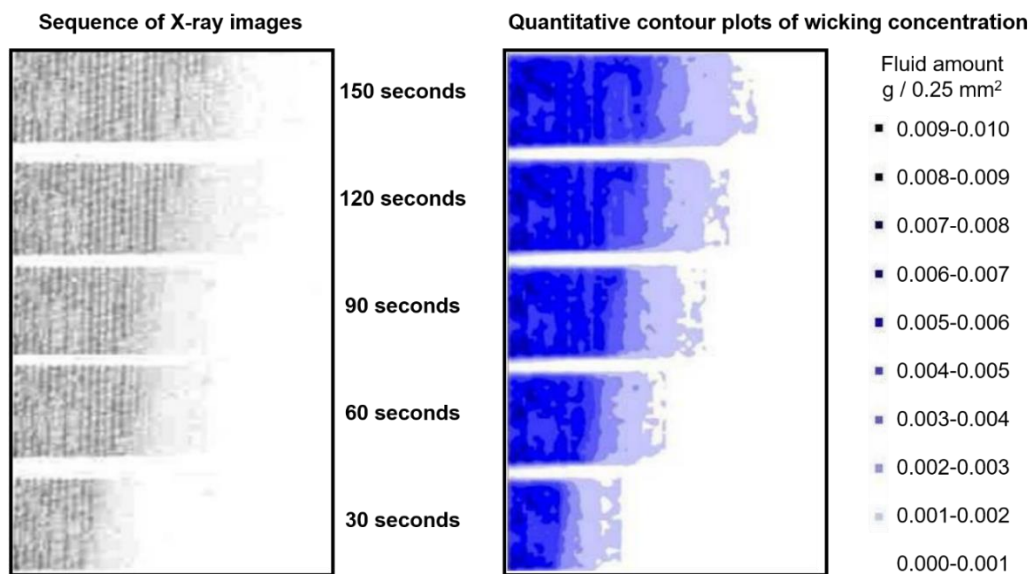 Sequence of X-ray images
Quantitative contour plots of wicking concentration
150 seconds
120 seconds
90 seconds
60 seconds
30 seconds
Fluid amount
g / 0.25 mm²
0.009-0.010
0.008-0.009
0.007-0.008
0.006-0.007
0.005-0.006
0.004-0.005
0.003-0.004
0.002-0.003
0.001-0.002
0.000-0.001